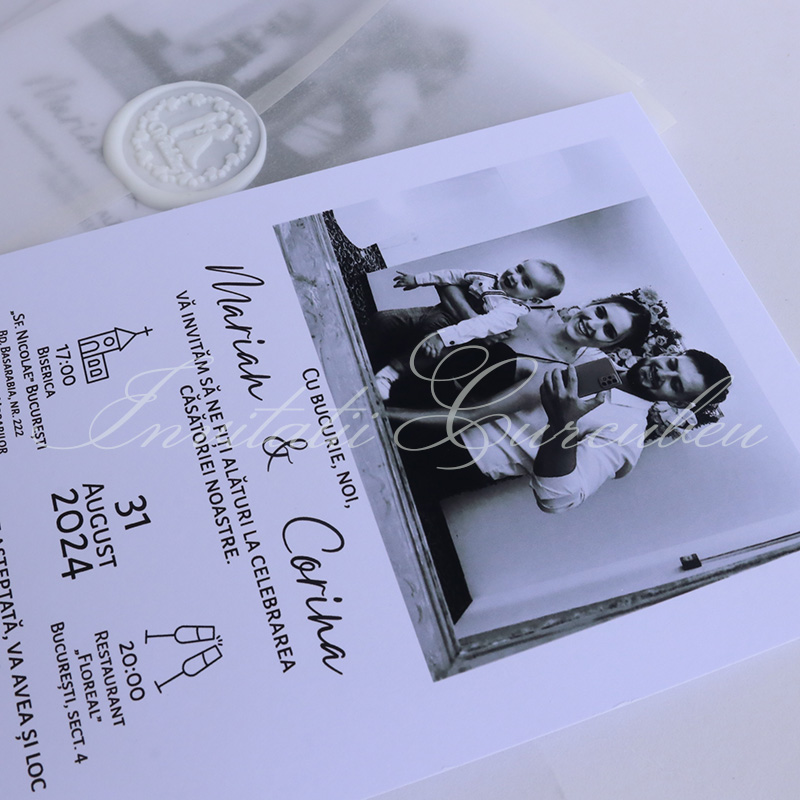 CU BUCURIE, NOI,
Mariah & Corina
VĂ INVITĂM SĂ NE FIȚI ALĂTURI LA CELEBRAREA
CĂSĂTORIEI NOASTRE.
17:00
BISERICA
„SF. NICOLAE” BUCUREȘTI
BD. BASARABIA, NR. 222
31
AUGUST
2024
20:00
RESTAURANT
„FLOREAL”
BUCUREȘTI, SECT. 4
VA AVEA ȘI LOC
Invitatii Curcubeu